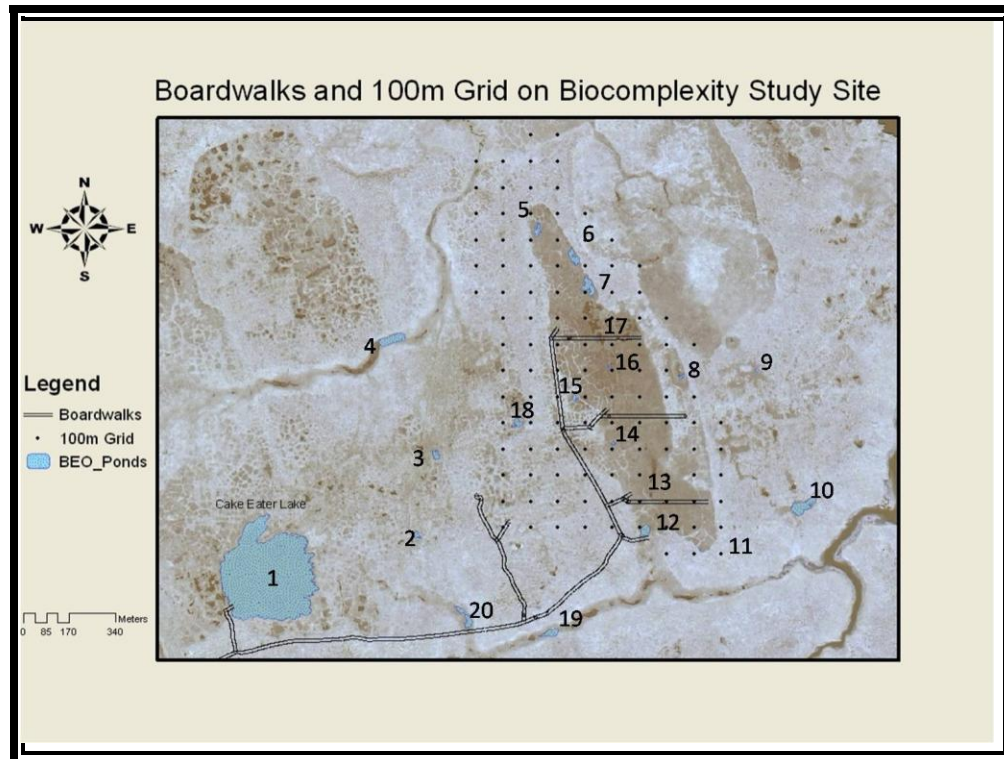 Boardwalks and 100m Grid on Biocomplexity Study Site
N
W E
S
5
6
7
4
17
16
8
9
15
18
14
3
13
10
12
11
2
1
20
19
Cake Eater Lake
Legend
Boardwalks
100m Grid
BEO_Ponds
Meters
0 85 170 340